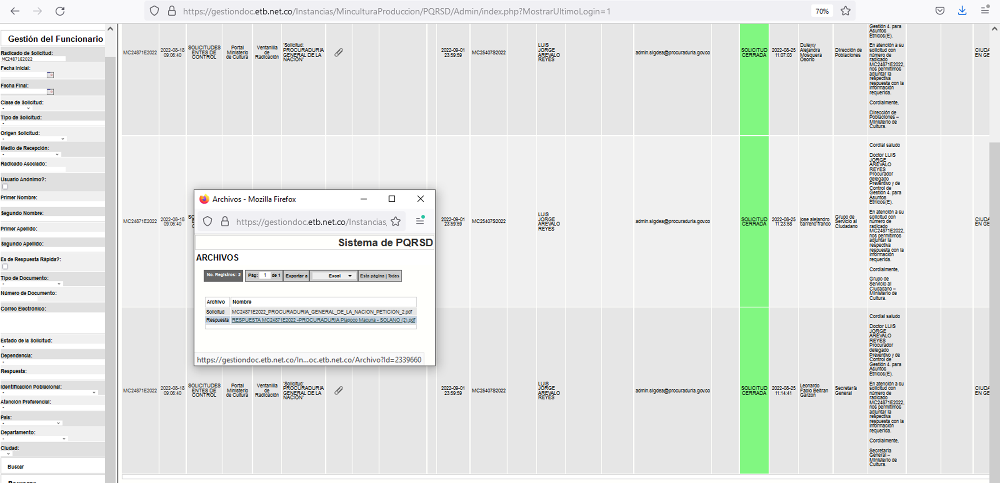 https://gestiondoc.etb.net.co/Instancias/MinculturaProduccion/PQRSD/Admin/index.php?MostrarUltimoLogin=1
70%
Gestión del Funcionario
Radicado de Solicitud:
MC24871E2022
Fecha Inicial:
Fecha Final:
Clase de Solicitud:
-
Tipo de Solicitud:
-
Origen Solicitud:
-
Medio de Recepción:
-
Radicado Asociado:
Usuario Anónimo?:
Primer Nombre:
Segundo Nombre:
Primer Apellido:
Segundo Apellido:
Es de Respuesta Rápida?:
Tipo de Documento:
-
Número de Documento:
Correo Electrónico:
Estado de la Solicitud:
-
Dependencia:
-
Respuesta:
Identificación Poblacional:
-
Atención Preferencial:
-
País:
-
Departamento:
-
Ciudad:
Buscar
MC24871E2022
2022-08-18
09:06:40
SOLICITUDES
ENTES DE
CONTROL
Portal
Ministerio
de Cultura
Ventanilla
de
Radicación
"Solicitud:
PROCURADURÍA
GENERAL DE LA
NACIÓN"
2022-09-01
23:59:59
MC25407S2022
LUIS
JORGE
AREVALO
REYES
admin.sigdea@procuraduria.gov.co
SOLICITUD
CERRADA
2022-08-25
11:07:03
Duleyxy
Alejandra
Mosquera
Osorio
Dirección de
Poblaciones
Gestión 4. para
Asuntos
Étnicos(E).
En atención a su
solicitud con
número de
radicado
MC24871E2022,
nos permitimos
adjuntar la
respectiva
respuesta con la
información
requerida.
Cordialmente,
Dirección de
Poblaciones –
Ministerio de
Cultura.
CIUDA
EN GE
MC24871E2022
2022-08-18
09:06:40
2022-09-01
23:59:59
MC25407S2022
LUIS
JORGE
AREVALO
REYES
admin.sigdea@procuraduria.gov.co
SOLICITUD
CERRADA
2022-08-25
11:23:58
jose alejandro
carreno franco
Grupo de
Servicio al
Ciudadano
Cordial saludo
Doctor LUIS
JORGE
ARÉVALO
REYES
Procurador
delegado
Preventivo y de
Control de
Gestión 4. para
Asuntos
Étnicos(E).
En atención a su
solicitud con
número de
radicado
MC24871E2022,
nos permitimos
adjuntar la
respectiva
respuesta con la
información
requerida.
Cordialmente,
Grupo de
Servicio al
Ciudadano –
Ministerio de
Cultura.
CIUDA
EN GE
Archivos - Mozilla Firefox
https://gestiondoc.etb.net.co/Instancias,
Sistema de PQRSD
ARCHIVOS
No. Registros: 2
Pág: 1 de 1
Exportar a
Excel
Esta página | Todas
Archivo Nombre
Solicitud MC24871E2022_PROCURADURIA_GENERAL_DE_LA_NACION_PETICION_2.pdf
Respuesta RESPUESTA MC24871E2022 -PROCURADURIA Piapoco Macuna - SOLANO (2).pdf
https://gestiondoc.etb.net.co/In...oc.etb.net.co/Archivo?Id=2339660
MC24871E2022
2022-08-18
09:06:40
SOLICITUDES
ENTES DE
CONTROL
Portal
Ministerio
de Cultura
Ventanilla
de
Radicación
"Solicitud:
PROCURADURÍA
GENERAL DE LA
NACIÓN"
2022-09-01
23:59:59
MC25407S2022
LUIS
JORGE
AREVALO
REYES
admin.sigdea@procuraduria.gov.co
SOLICITUD
CERRADA
2022-08-25
11:14:41
Leonardo
Fabio Beltran
Garzon
Secretaría
General
Cordial saludo
Doctor LUIS
JORGE
ARÉVALO
REYES
Procurador
delegado
Preventivo y de
Control de
Gestión 4. para
Asuntos
Étnicos(E).
En atención a su
solicitud con
número de
radicado
MC24871E2022,
nos permitimos
adjuntar la
respectiva
respuesta con la
información
requerida.
Cordialmente,
Secretaria
General –
Ministerio de
Cultura.
CIUDA
EN GE